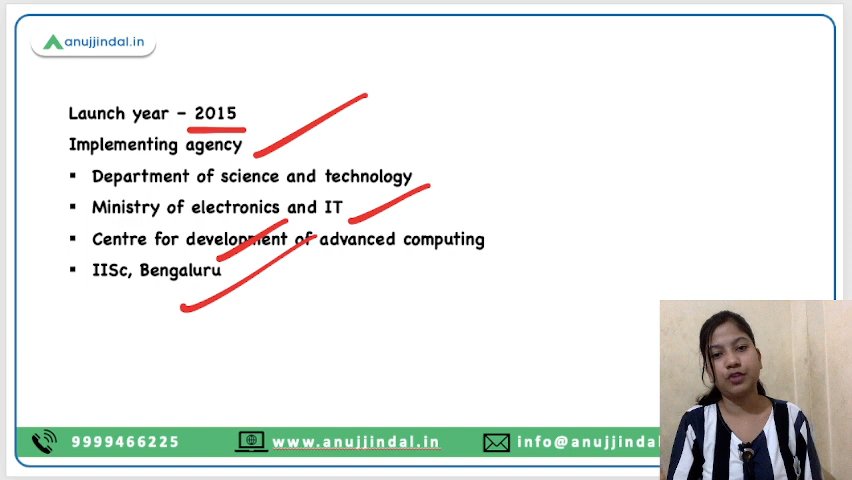 anujjindal.in
Launch year – 2015
Implementing agency
▪ Department of science and technology
▪ Ministry of electronics and IT
▪ Centre for development of advanced computing
▪ IISc, Bengaluru
9999466225 www.anujjindal.in info@anujjindal